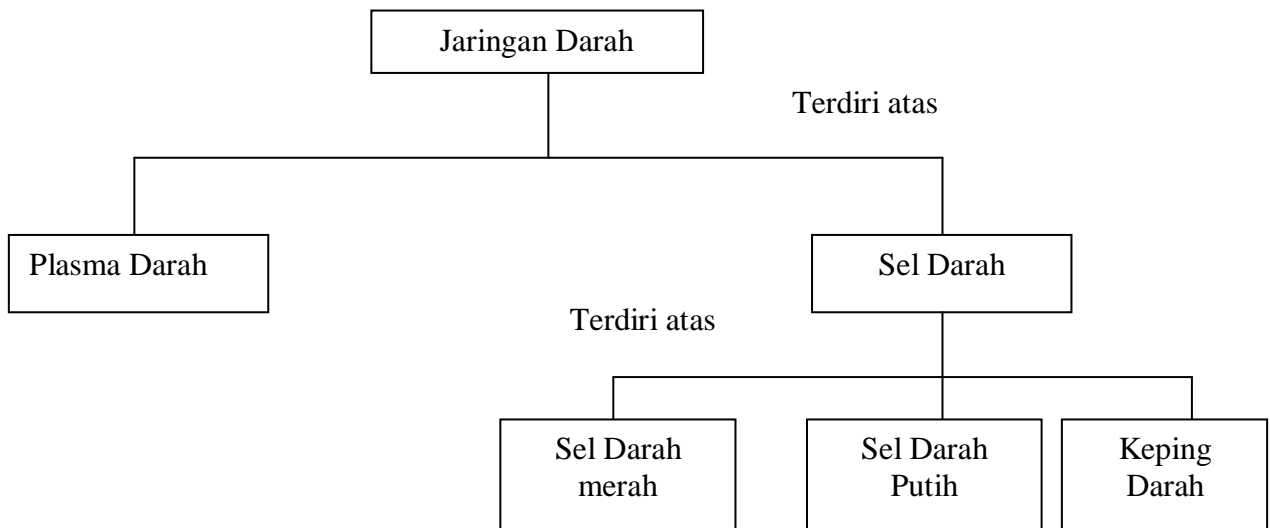 Jaringan Darah
Terdiri atas
Plasma Darah
Sel Darah
Terdiri atas
Sel Darah
merah
Sel Darah
Putih
Keping
Darah